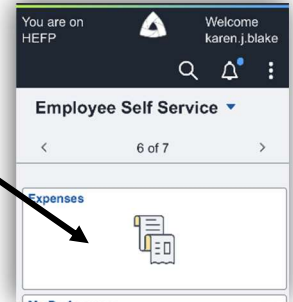 You are on
HEFP
Welcome
karen.j.blake
Employee Self Service
6 of 7
Expenses